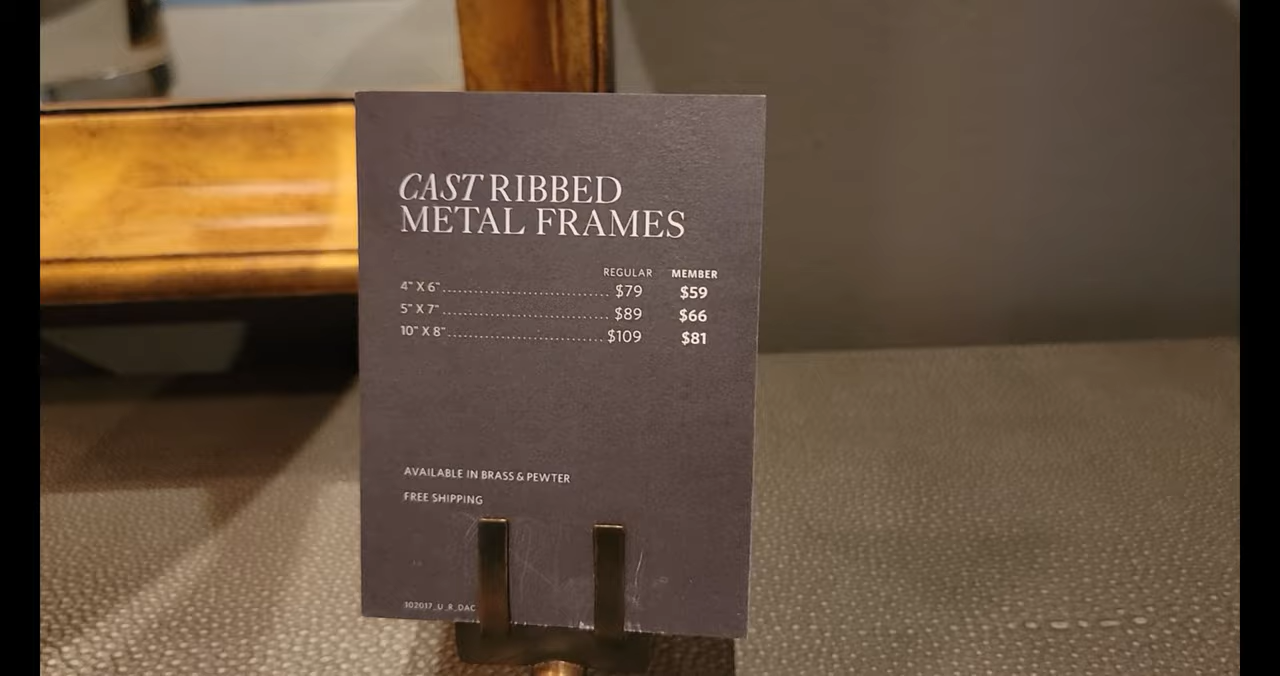 CAST RIBBED
METAL FRAMES
REGULAR MEMBER
4" X 6".................................. $79 $59
5" X 7".................................. $89 $66
10" X 8"................................ $109 $81
AVAILABLE IN BRASS & PEWTER
FREE SHIPPING
102017_U_R_DAC